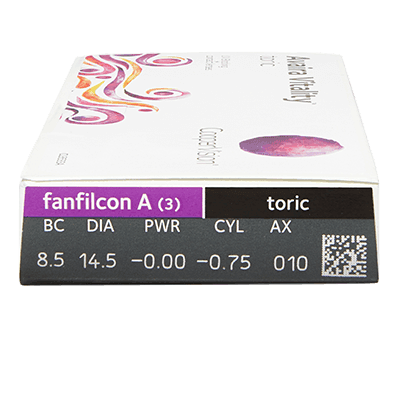 Avaira Vitality
toric
CooperVision
fanfilcon A (3) toric
BC DIA PWR CYL AX
8.5 14.5 −0.00 −0.75 010